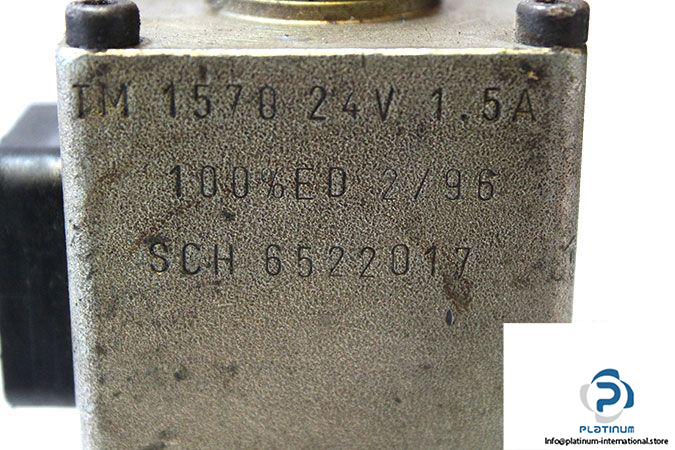 TM 1570 24V 1.5A
100%ED 2/96
SCH 6522017
PLATINUM
Info@platinum-international.store